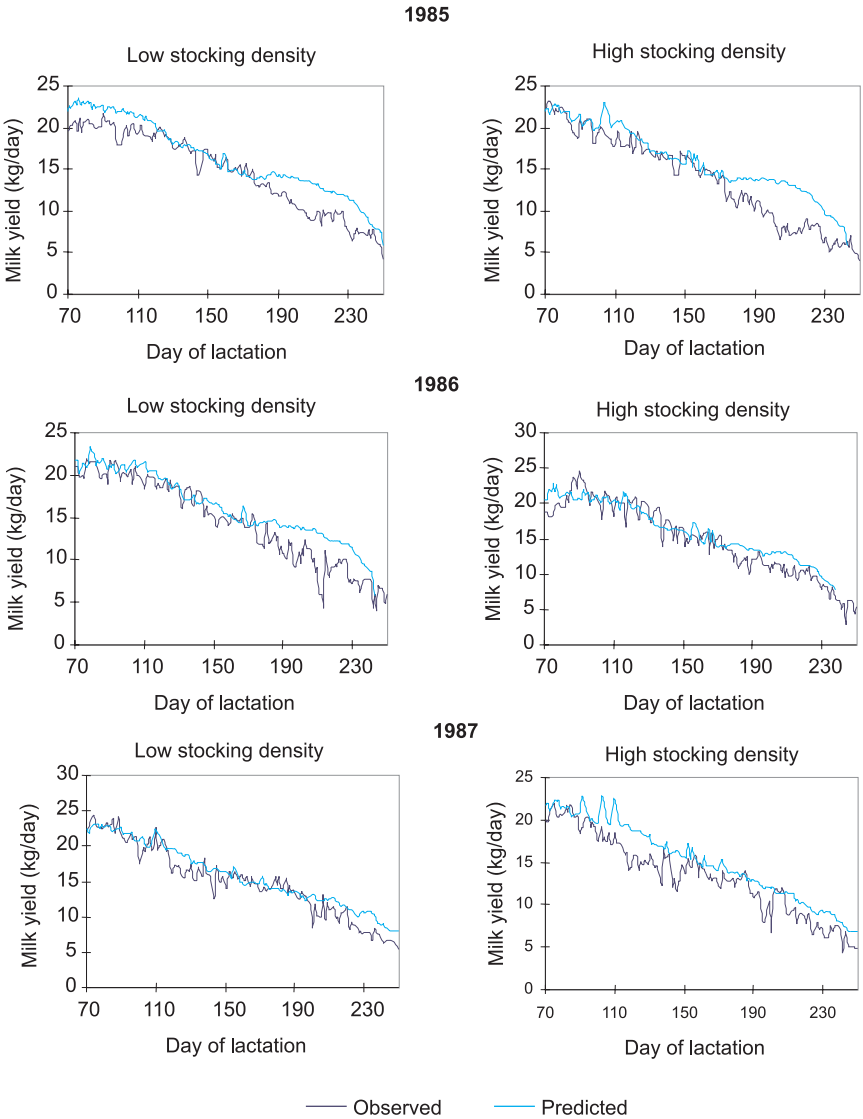 1985
Low stocking density
High stocking density
Milk yield (kg/day)
25
20
15
10
5
0
70 110 150 190 230
Day of lactation
Milk yield (kg/day)
25
20
15
10
5
0
70 110 150 190 230
Day of lactation
1986
Low stocking density
High stocking density
Milk yield (kg/day)
25
20
15
10
5
0
70 110 150 190 230
Day of lactation
Milk yield (kg/day)
30
25
20
15
10
5
0
70 110 150 190 230
Day of lactation
1987
Low stocking density
High stocking density
Milk yield (kg/day)
30
25
20
15
10
5
0
70 110 150 190 230
Day of lactation
Milk yield (kg/day)
25
20
15
10
5
0
70 110 150 190 230
Day of lactation
Observed Predicted